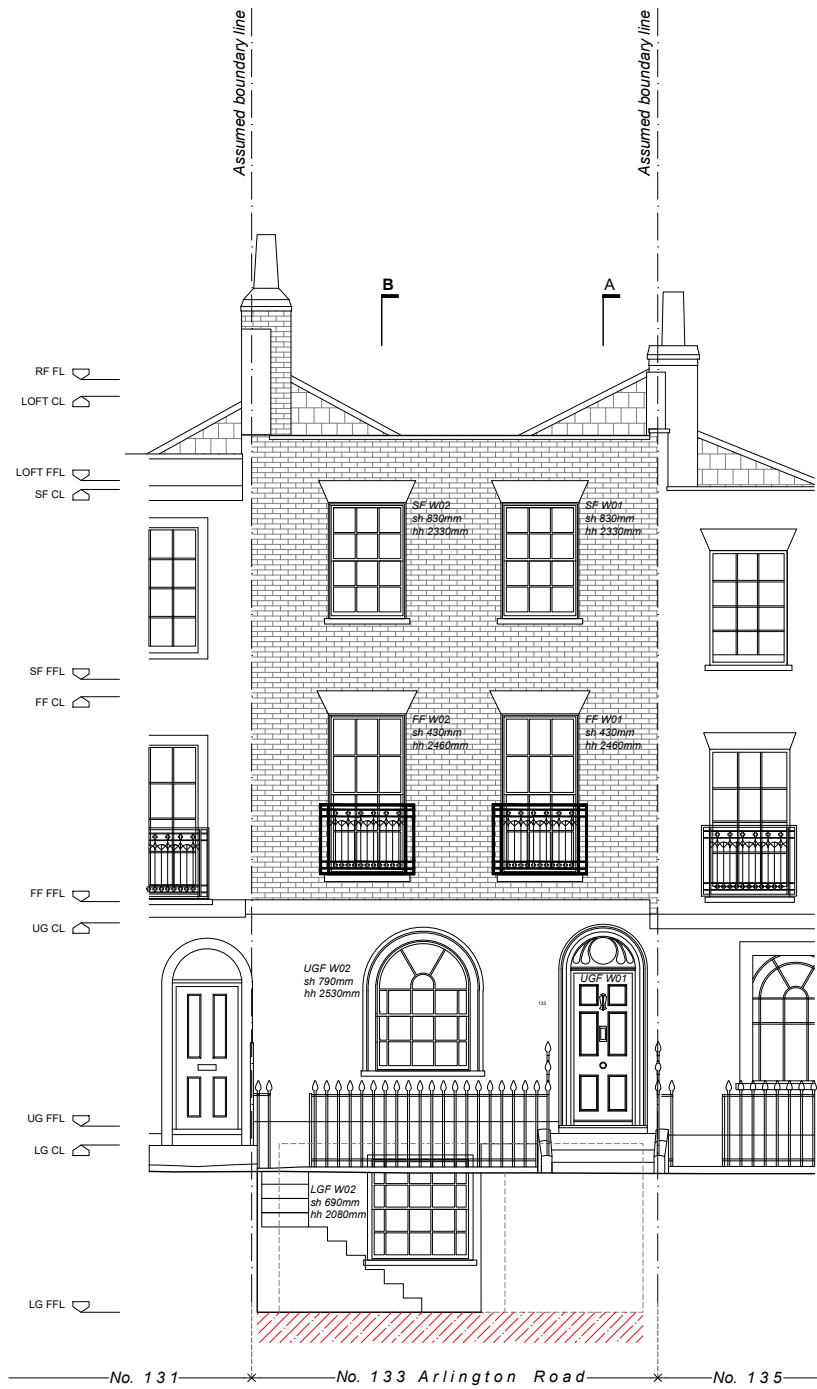 Assumed boundary line
Assumed boundary line
B
A
RF FL
LOFT CL
LOFT FFL
SF CL
SF W02
sh 830mm
hh 2330mm
SF W01
sh 830mm
hh 2330mm
SF FFL
FF CL
FF W02
sh 430mm
hh 2460mm
FF W01
sh 430mm
hh 2460mm
FF FFL
UG CL
UGF W02
sh 790mm
hh 2530mm
UGF W01
133
UG FFL
LG CL
LGF W02
sh 690mm
hh 2080mm
LG FFL
No. 131
No. 133 Arlington Road
No. 135